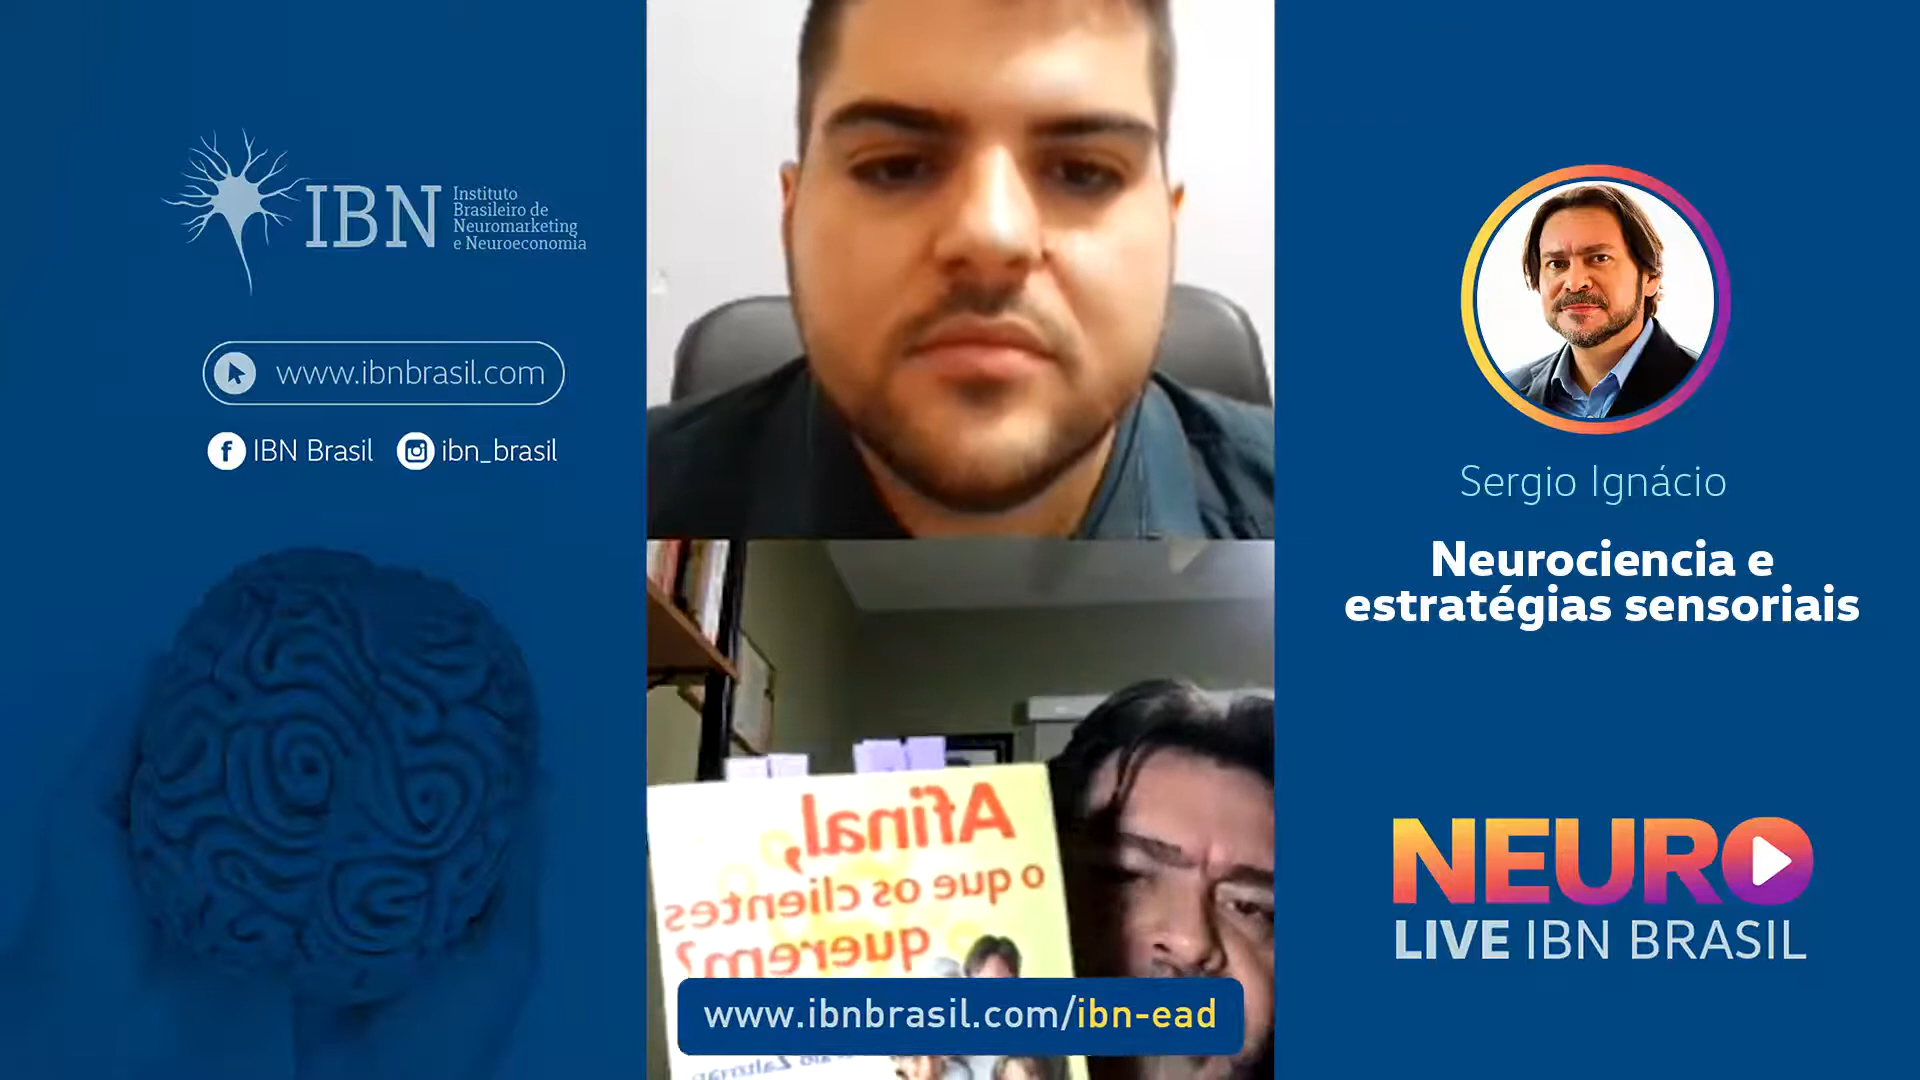 IBN
Instituto
Brasileiro de
Neuromarketing
e Neuroeconomia
www.ibnbrasil.com
f IBN Brasil ibn_brasil
Afinal,
o que os clientes
querem?
Zaltman
www.ibnbrasil.com/ibn-ead
Sergio Ignácio
Neurociencia e
estratégias sensoriais
NEURO
LIVE IBN BRASIL